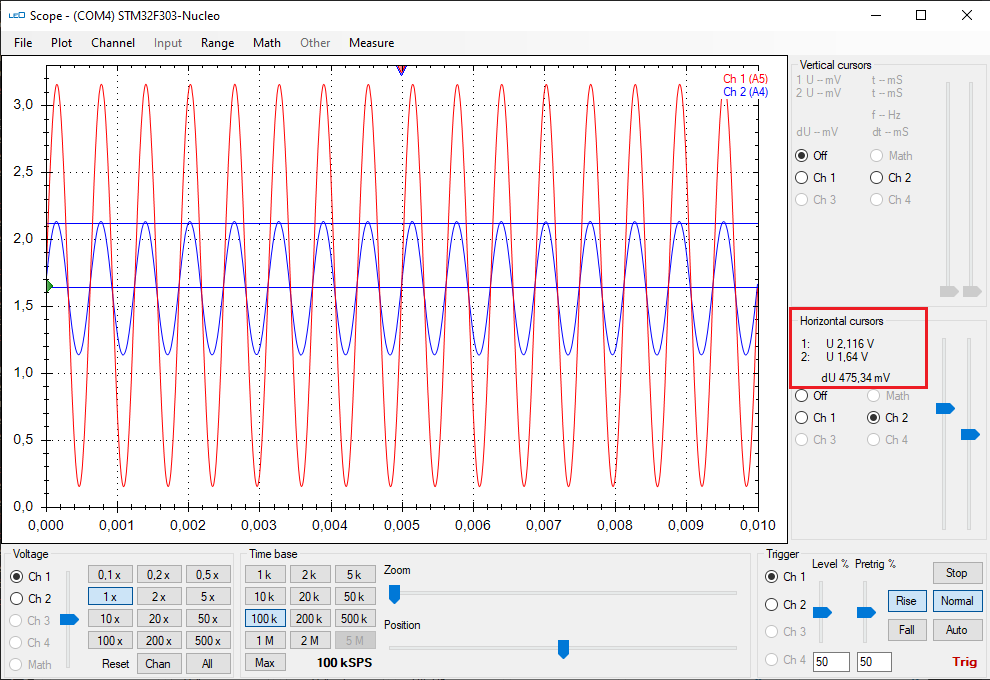 LEO Scope - (COM4) STM32F303-Nucleo
File Plot Channel Input Range Math Other Measure
Ch 1 (A5)
Ch 2 (A4)
3,0
2,5
2,0
1,5
1,0
0,5
0,0
0,000 0,001 0,002 0,003 0,004 0,005 0,006 0,007 0,008 0,009 0,010
Vertical cursors
1 U -- mV t -- mS
2 U -- mV t -- mS
f -- Hz
dU -- mV dt -- mS
Off Math
Ch 1 Ch 2
Ch 3 Ch 4
Horizontal cursors
1: U 2,116 V
2: U 1,64 V
dU 475,34 mV
Off Math
Ch 1 Ch 2
Ch 3 Ch 4
Voltage
Ch 1 0,1 x 0,2 x 0,5 x
Ch 2 1 x 2 x 5 x
Ch 3 10 x 20 x 50 x
Ch 4 100 x 200 x 500 x
Math Reset Chan All
Time base
1 k 2 k 5 k
10 k 20 k 50 k
100 k 200 k 500 k
1 M 2 M 5 M
Max 100 kSPS
Zoom
Position
Trigger
Level % Pretrig %
Ch 1 Stop
Ch 2 Rise Normal
Ch 3 Fall Auto
Ch 4 50 50 Trig